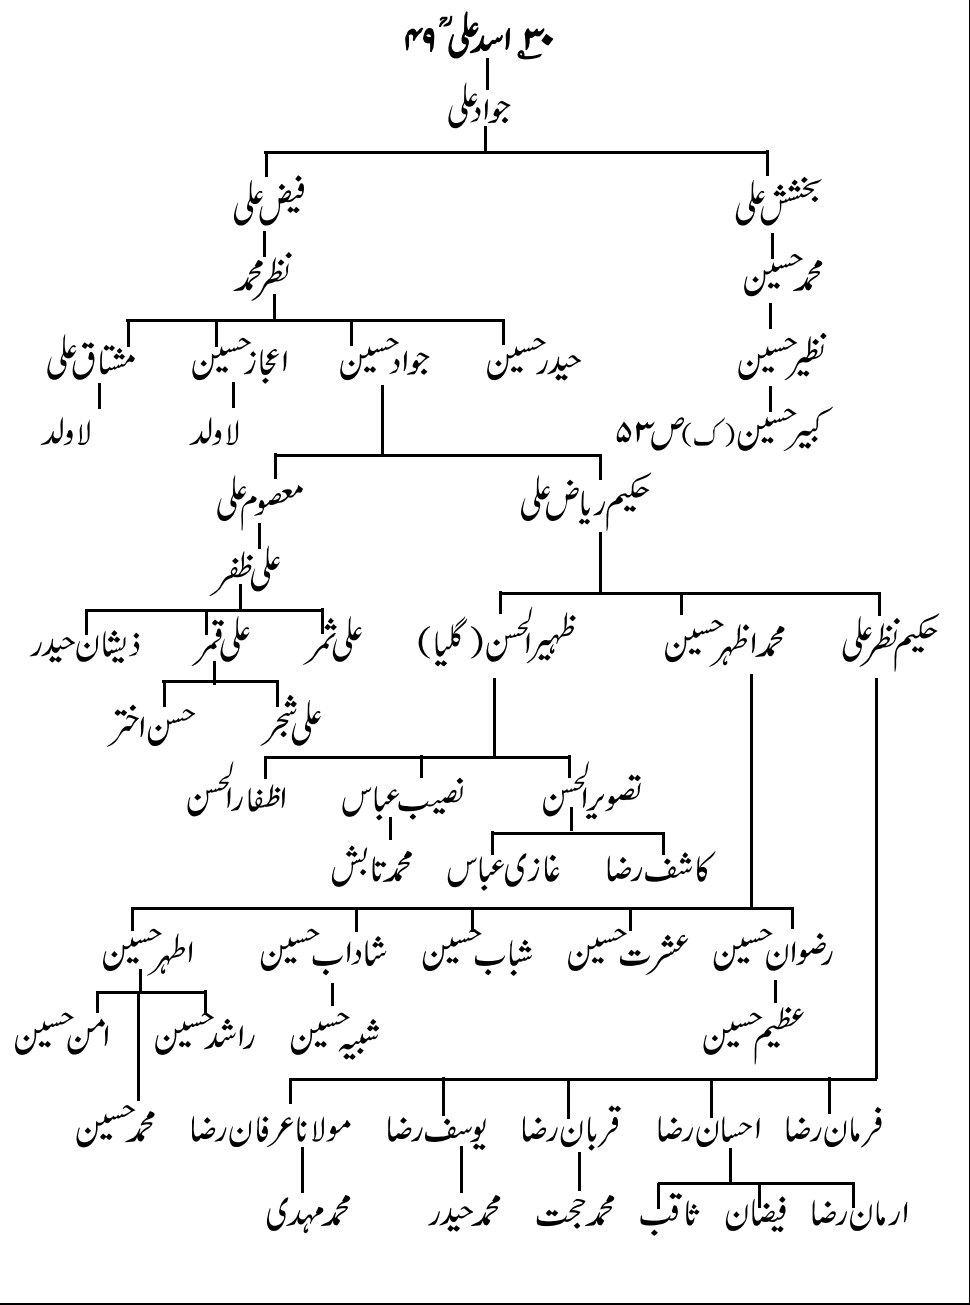 ۳۰؎ اسد علیؒ ۴۹
جواد علی
بخشش علی فیض علی
محمد حسین نظر محمد
نظیر حسین حیدر حسین جواد حسین اعجاز حسین مشتاق علی
کبیر حسین (ک) ص ۵۳ لاولد لاولد
حکیم ریاض علی معصوم علی
علی ظفر
حکیم نظر علی محمد اظہر حسین ظہیر الحسن (گلیا) علی ثمر علی قمر ذیشان حیدر
علی شجر حسن اختر
تصویر الحسن نصیب عباس اظفار الحسن
کاشف رضا غازی عباس محمد تابش
رضوان حسین عشرت حسین شباب حسین شاداب حسین اطہر حسین
عظیم حسین شبیہ حسین راشد حسین امن حسین
فرمان رضا احسان رضا قربان رضا یوسف رضا مولانا عرفان رضا محمد حسین
ارمان رضا فیضان ثاقب محمد حجت محمد حیدر محمد مہدی